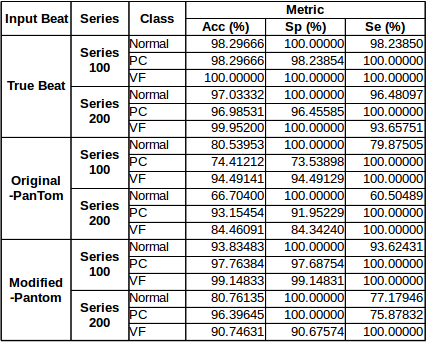 Input Beat Series Class Metric
Acc (%) Sp (%) Se (%)
True Beat Series 100 Normal 98.29666 100.00000 98.23850
PC 98.29666 98.23854 100.00000
VF 100.00000 100.00000 100.00000
Series 200 Normal 97.03332 100.00000 96.48097
PC 96.98531 96.45585 100.00000
VF 99.95200 100.00000 93.65751
Original -PanTom Series 100 Normal 80.53953 100.00000 79.87505
PC 74.41212 73.53898 100.00000
VF 94.49141 94.49129 100.00000
Series 200 Normal 66.70400 100.00000 60.50489
PC 93.15454 91.95229 100.00000
VF 84.46091 84.34240 100.00000
Modified -Pantom Series 100 Normal 93.83483 100.00000 93.62431
PC 97.76384 97.68754 100.00000
VF 99.14833 99.14831 100.00000
Series 200 Normal 80.76135 100.00000 77.17946
PC 96.39645 100.00000 75.87832
VF 90.74631 90.67574 100.00000